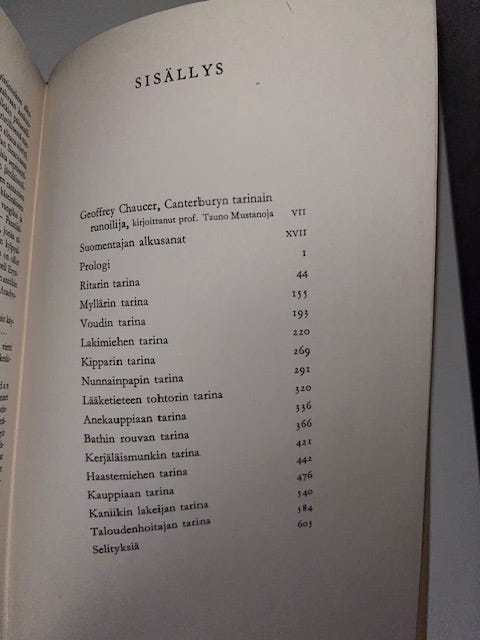 SISÄLLYS
Geoffrey Chaucer, Canterburyn tarinain
runoilija, kirjoittanut prof. Tauno Mustanoja VII
Suomentajan alkusanat XVII
Prologi 1
Ritarin tarina 44
Myllärin tarina 155
Voudin tarina 193
Lakimiehen tarina 220
Kipparin tarina 269
Nunnainpapin tarina 291
Lääketieteen tohtorin tarina 320
Anekauppiaan tarina 336
Bathin rouvan tarina 366
Kerjäläismunkin tarina 421
Haastemiehen tarina 442
Kauppiaan tarina 476
Kaniikin lakeijan tarina 540
Taloudenhoitajan tarina 584
Selityksiä 605